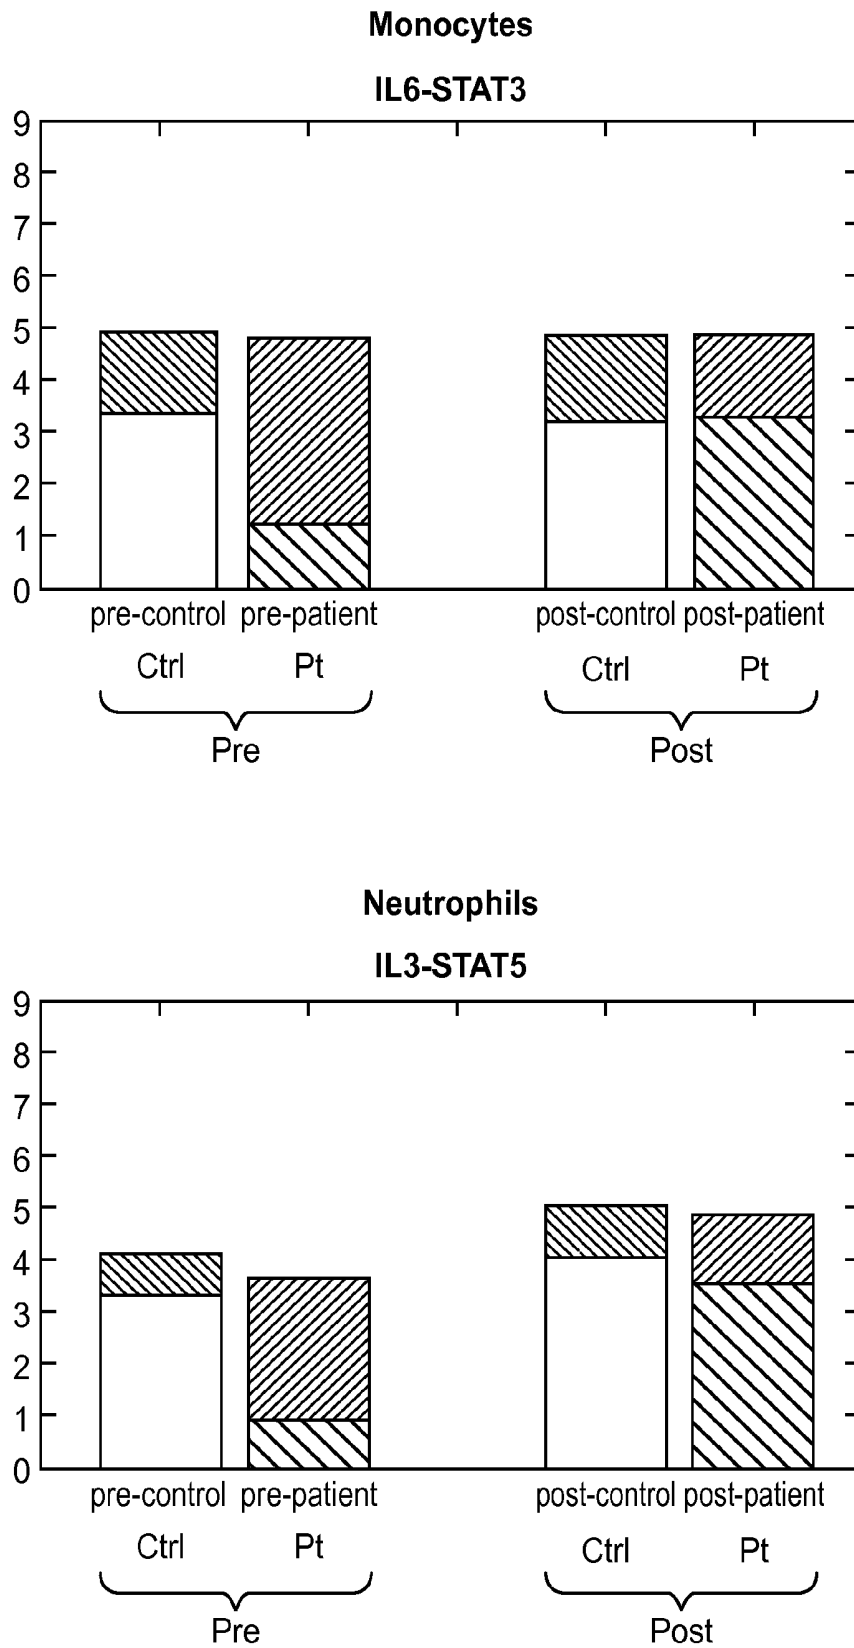 Monocytes
IL6-STAT3
9
8
7
6
5
4
3
2
1
0
pre-control pre-patient post-control post-patient
Ctrl Pt Ctrl Pt
Pre Post
Neutrophils
IL3-STAT5
9
8
7
6
5
4
3
2
1
0
pre-control pre-patient post-control post-patient
Ctrl Pt Ctrl Pt
Pre Post